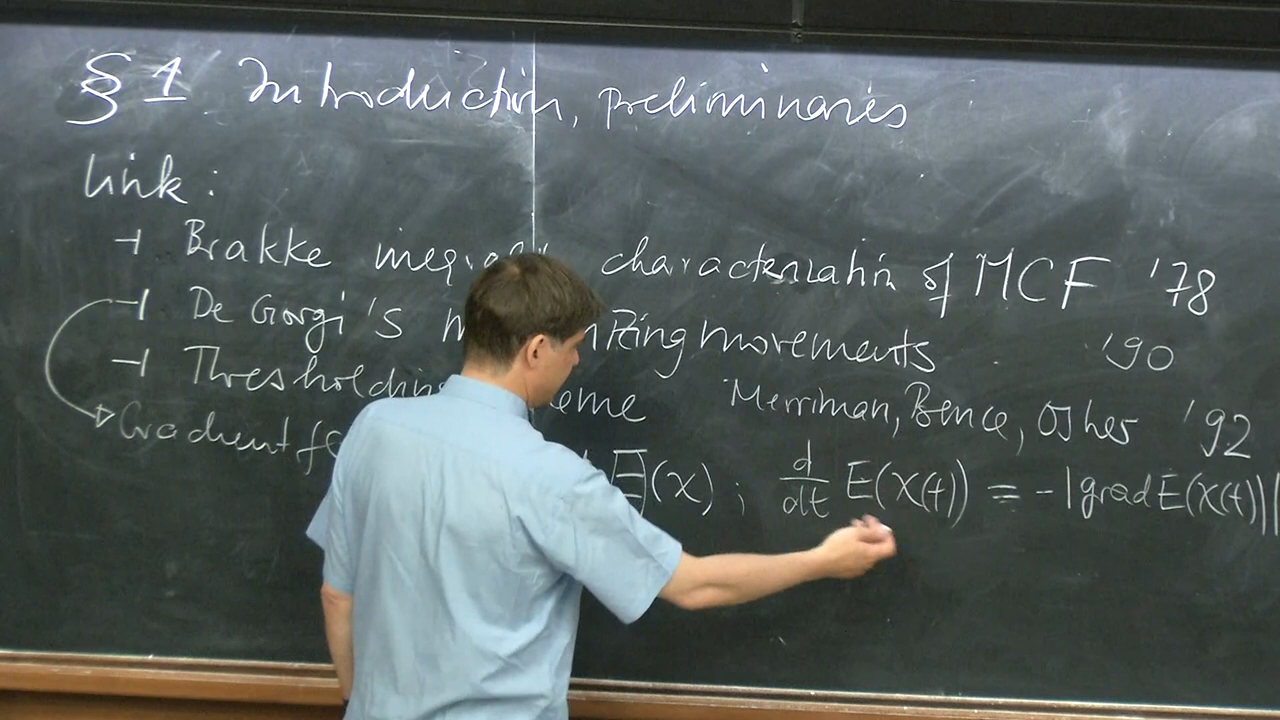 § 1 Introduction, preliminaries
Link:
Brakke characterization of MCF '78
De Giorgi's movements '90
Thresholding Merriman, Bence, Osher '92
Gradient E(x); d/dt E(x(t)) = -|grad E(x(t))|